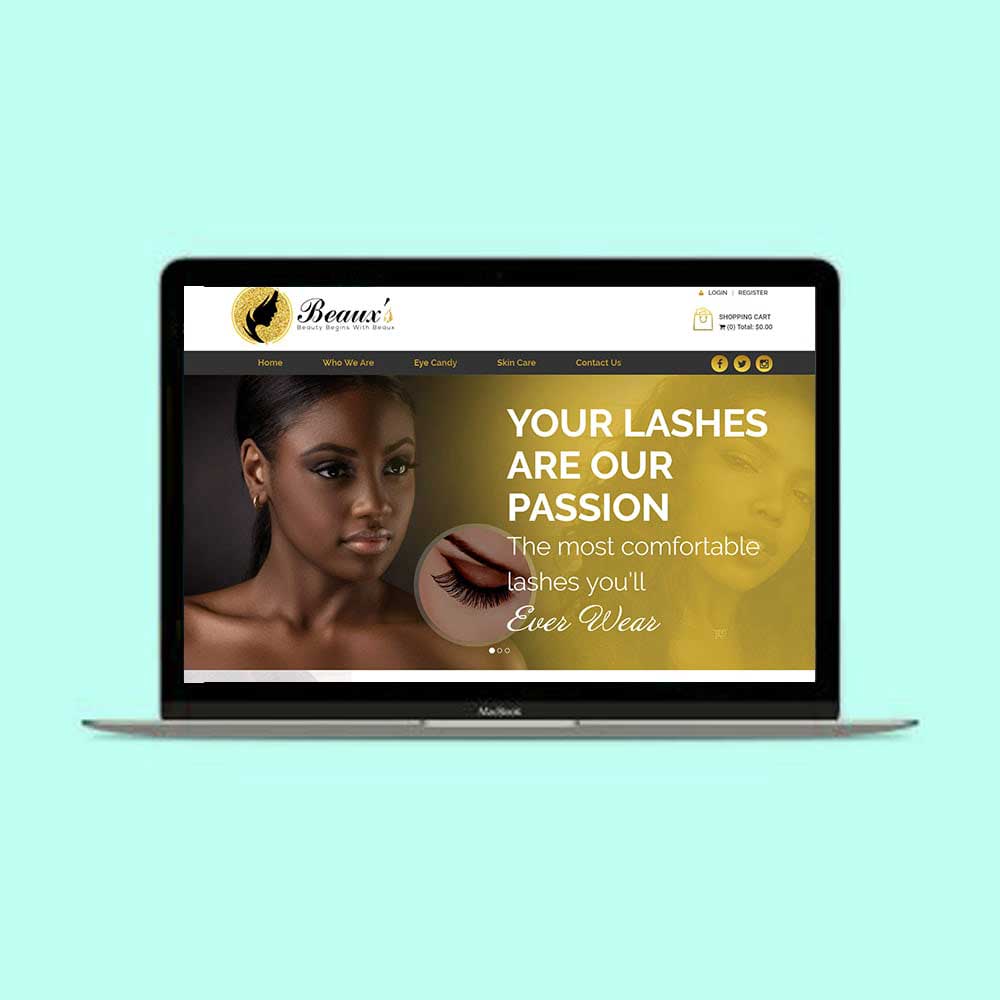 Beaux's
Beauty Begins With Beaux
LOGIN | REGISTER
SHOPPING CART
(0) Total: $0.00
Home Who We Are Eye Candy Skin Care Contact Us
YOUR LASHES
ARE OUR
PASSION
The most comfortable
lashes you'll
Ever Wear
MacBook